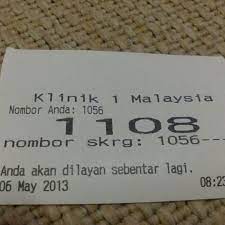 Klinik 1 Malaysia
Nombor Anda: 1056
1108
nombor skrg: 1056---
Anda akan dilayan sebentar lagi.
06 May 2013 08:23